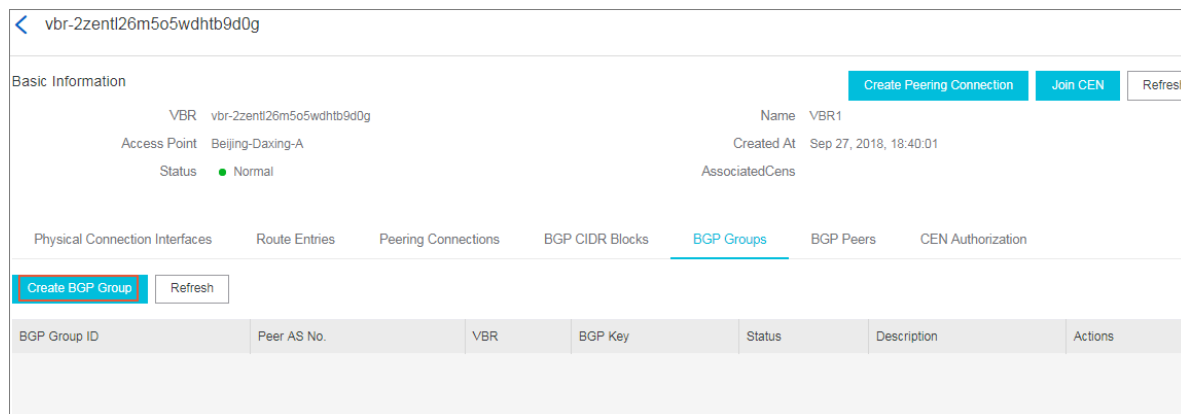 vbr-2zentl26m5o5wdhtb9d0g
Basic Information
Create Peering Connection Join CEN Refresh
VBR vbr-2zentl26m5o5wdhtb9d0g Name VBR1
Access Point Beijing-Daxing-A Created At Sep 27, 2018, 18:40:01
Status Normal AssociatedCens
Physical Connection Interfaces Route Entries Peering Connections BGP CIDR Blocks BGP Groups BGP Peers CEN Authorization
Create BGP Group Refresh
BGP Group ID Peer AS No. VBR BGP Key Status Description Actions